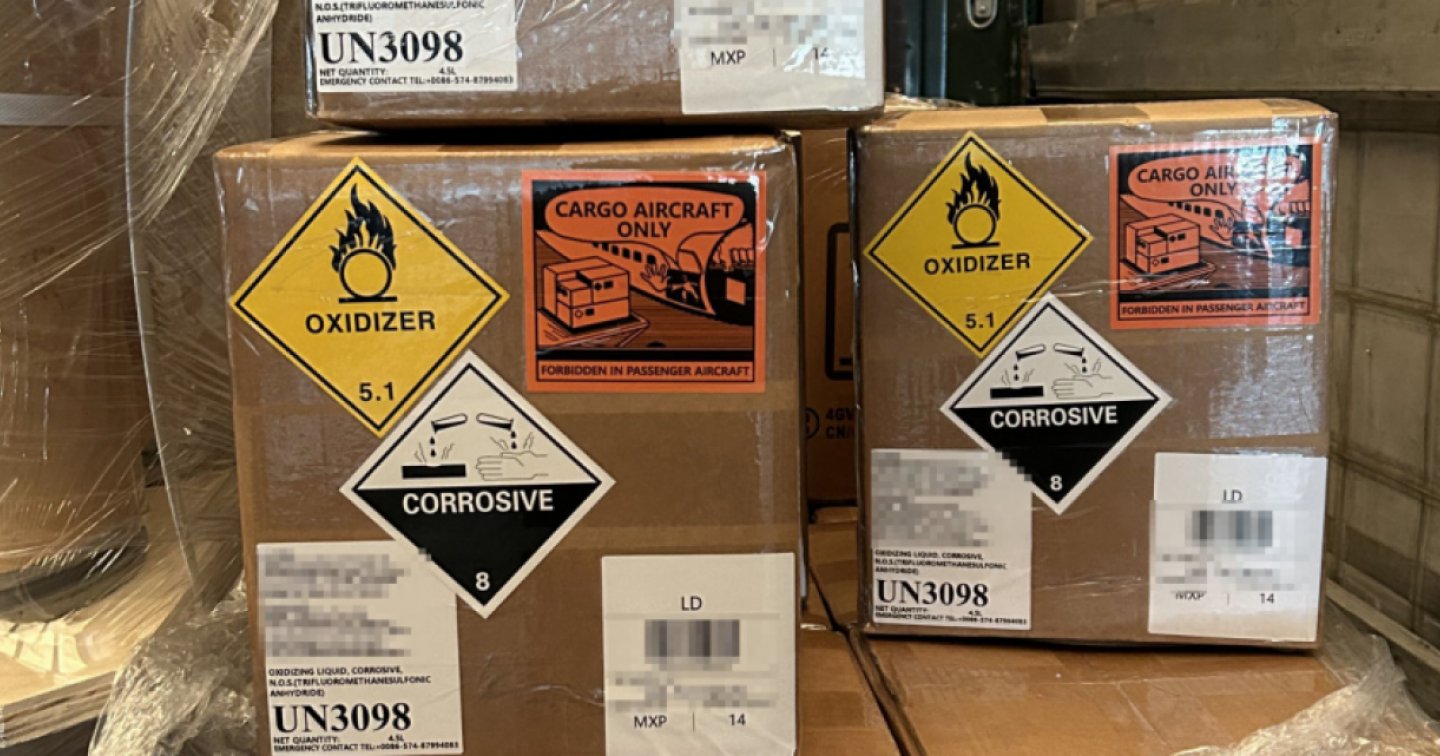 N.O.S.(TRIFLUOROMETHANESULFONIC
ANHYDRIDE)
UN3098
NET QUANTITY: 4.5L
EMERGENCY CONTACT TEL:+0086-574-87994083
MXP | 14
OXIDIZER
5.1
CARGO AIRCRAFT
ONLY
FORBIDDEN IN PASSENGER AIRCRAFT
CORROSIVE
8
OXIDIZING LIQUID, CORROSIVE,
N.O.S.(TRIFLUOROMETHANESULFONIC
ANHYDRIDE)
UN3098
NET QUANTITY: 4.5L
EMERGENCY CONTACT TEL:+0086-574-87994083
LD
MXP | 14
4GV
CN/
OXIDIZER
5.1
CARGO AIR
ONLY
FORBIDDEN IN PASSENGER AIRCRAFT
CORROSIVE
8
OXIDIZING LIQUID, CORROSIVE,
N.O.S.(TRIFLUOROMETHANESULFONIC
ANHYDRIDE)
UN3098
NET QUANTITY: 4.5L
EMERGENCY CONTACT TEL:+0086-574-87994083
LD
MXP | 14